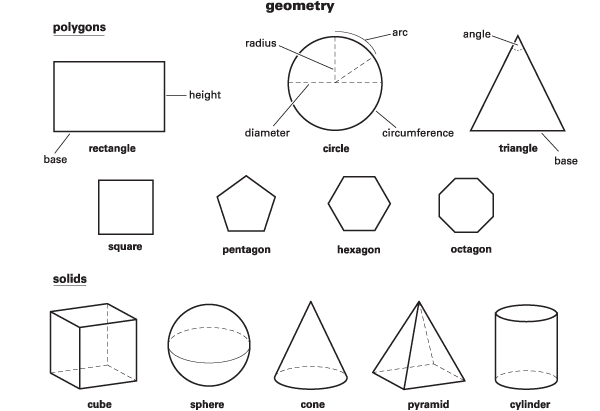 geometry
polygons
radius
arc
angle
height
diameter
circumference
base
rectangle
circle
triangle
base
square
pentagon
hexagon
octagon
solids
cube
sphere
cone
pyramid
cylinder